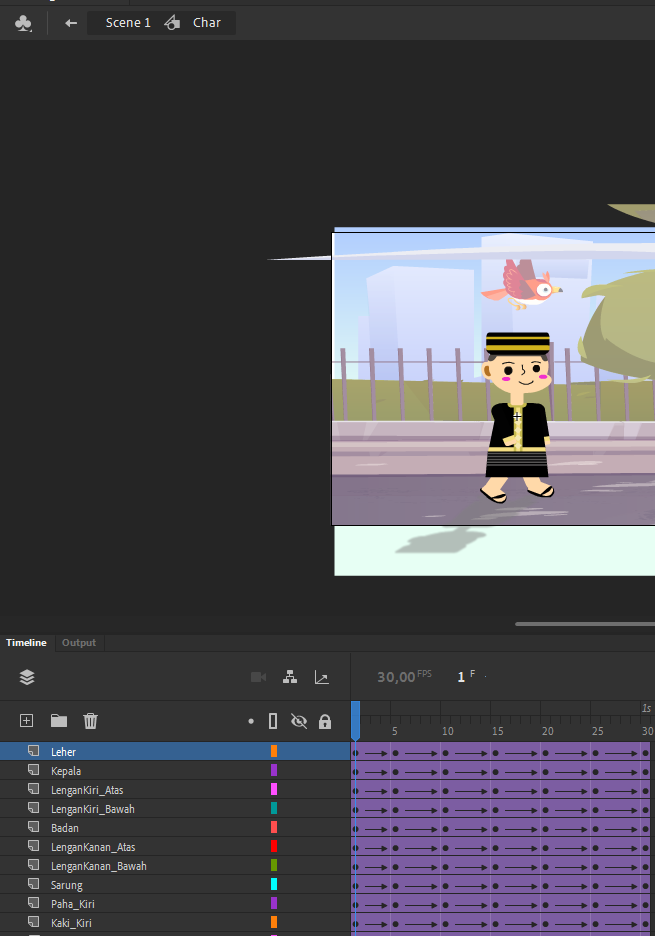 Scene 1 Char
Timeline Output
30,00 FPS 1 F
1s
5 10 15 20 25 30
Leher
Kepala
LenganKiri_Atas
LenganKiri_Bawah
Badan
LenganKanan_Atas
LenganKanan_Bawah
Sarung
Paha_Kiri
Kaki_Kiri